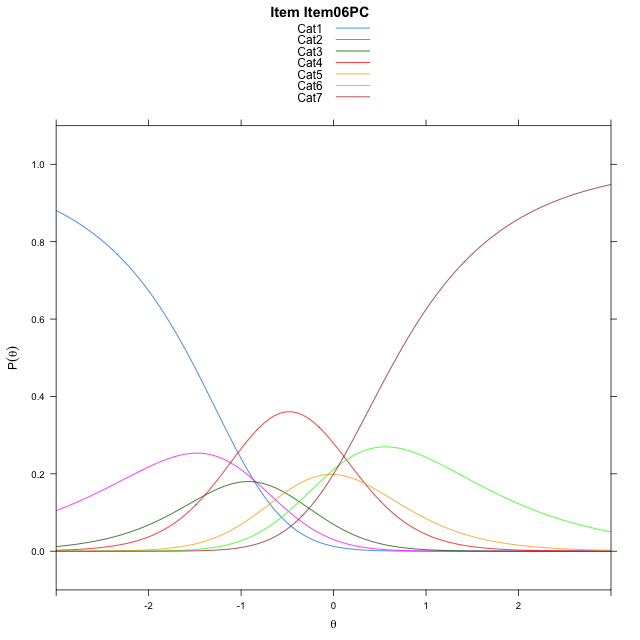 Item Item06PC
Cat1
Cat2
Cat3
Cat4
Cat5
Cat6
Cat7
1.0
0.8
0.6
0.4
0.2
0.0
P(θ)
-2 -1 0 1 2
θ